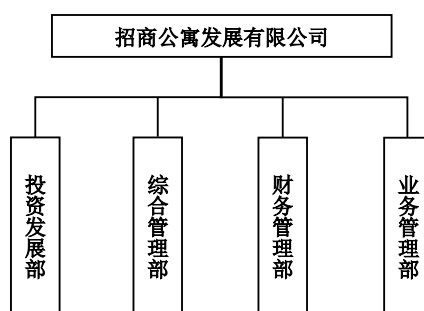 招商公寓发展有限公司
投资发展部
综合管理部
财务管理部
业务管理部